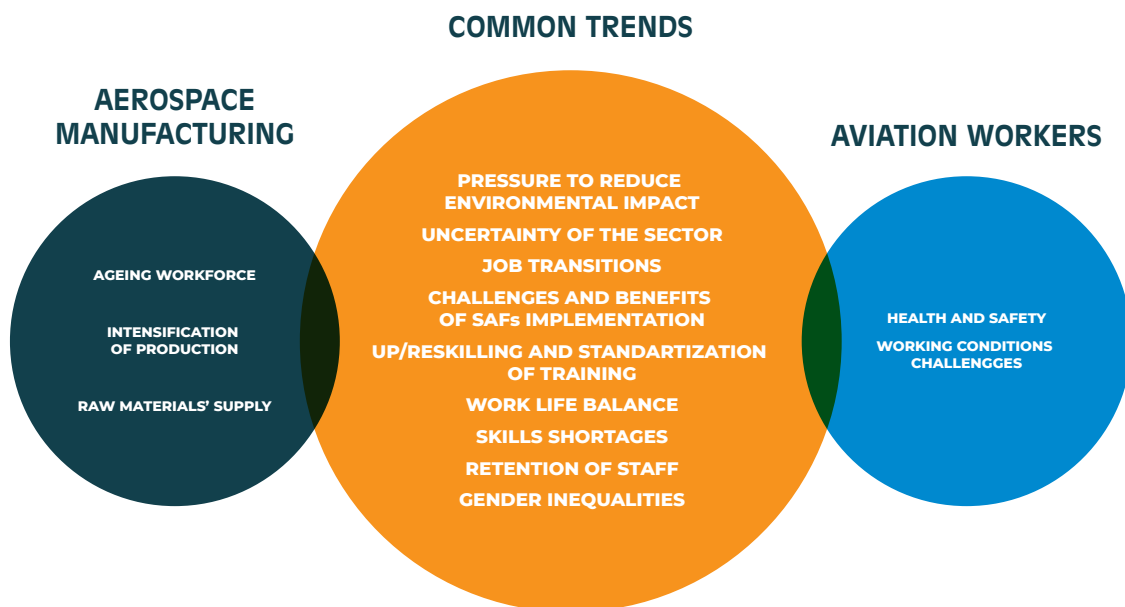 COMMON TRENDS
AEROSPACE
MANUFACTURING
AVIATION WORKERS
AGEING WORKFORCE
INTENSIFICATION
OF PRODUCTION
RAW MATERIALS' SUPPLY
PRESSURE TO REDUCE
ENVIRONMENTAL IMPACT
UNCERTAINTY OF THE SECTOR
JOB TRANSITIONS
CHALLENGES AND BENEFITS
OF SAFs IMPLEMENTATION
UP/RESKILLING AND STANDARTIZATION
OF TRAINING
WORK LIFE BALANCE
SKILLS SHORTAGES
RETENTION OF STAFF
GENDER INEQUALITIES
HEALTH AND SAFETY
WORKING CONDITIONS
CHALLENGGES